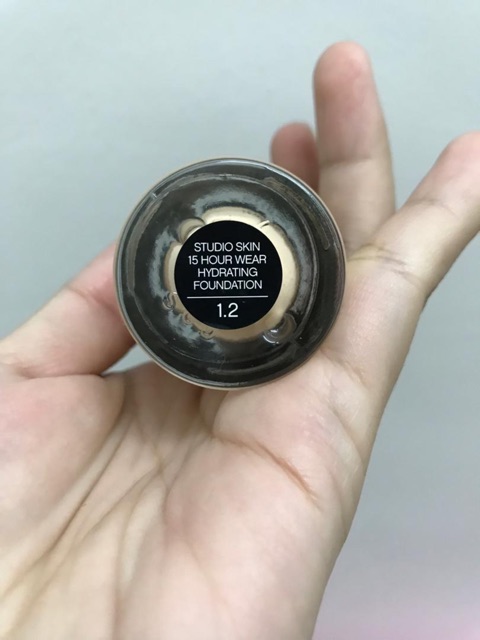 STUDIO SKIN
15 HOUR WEAR
HYDRATING
FOUNDATION
1.2